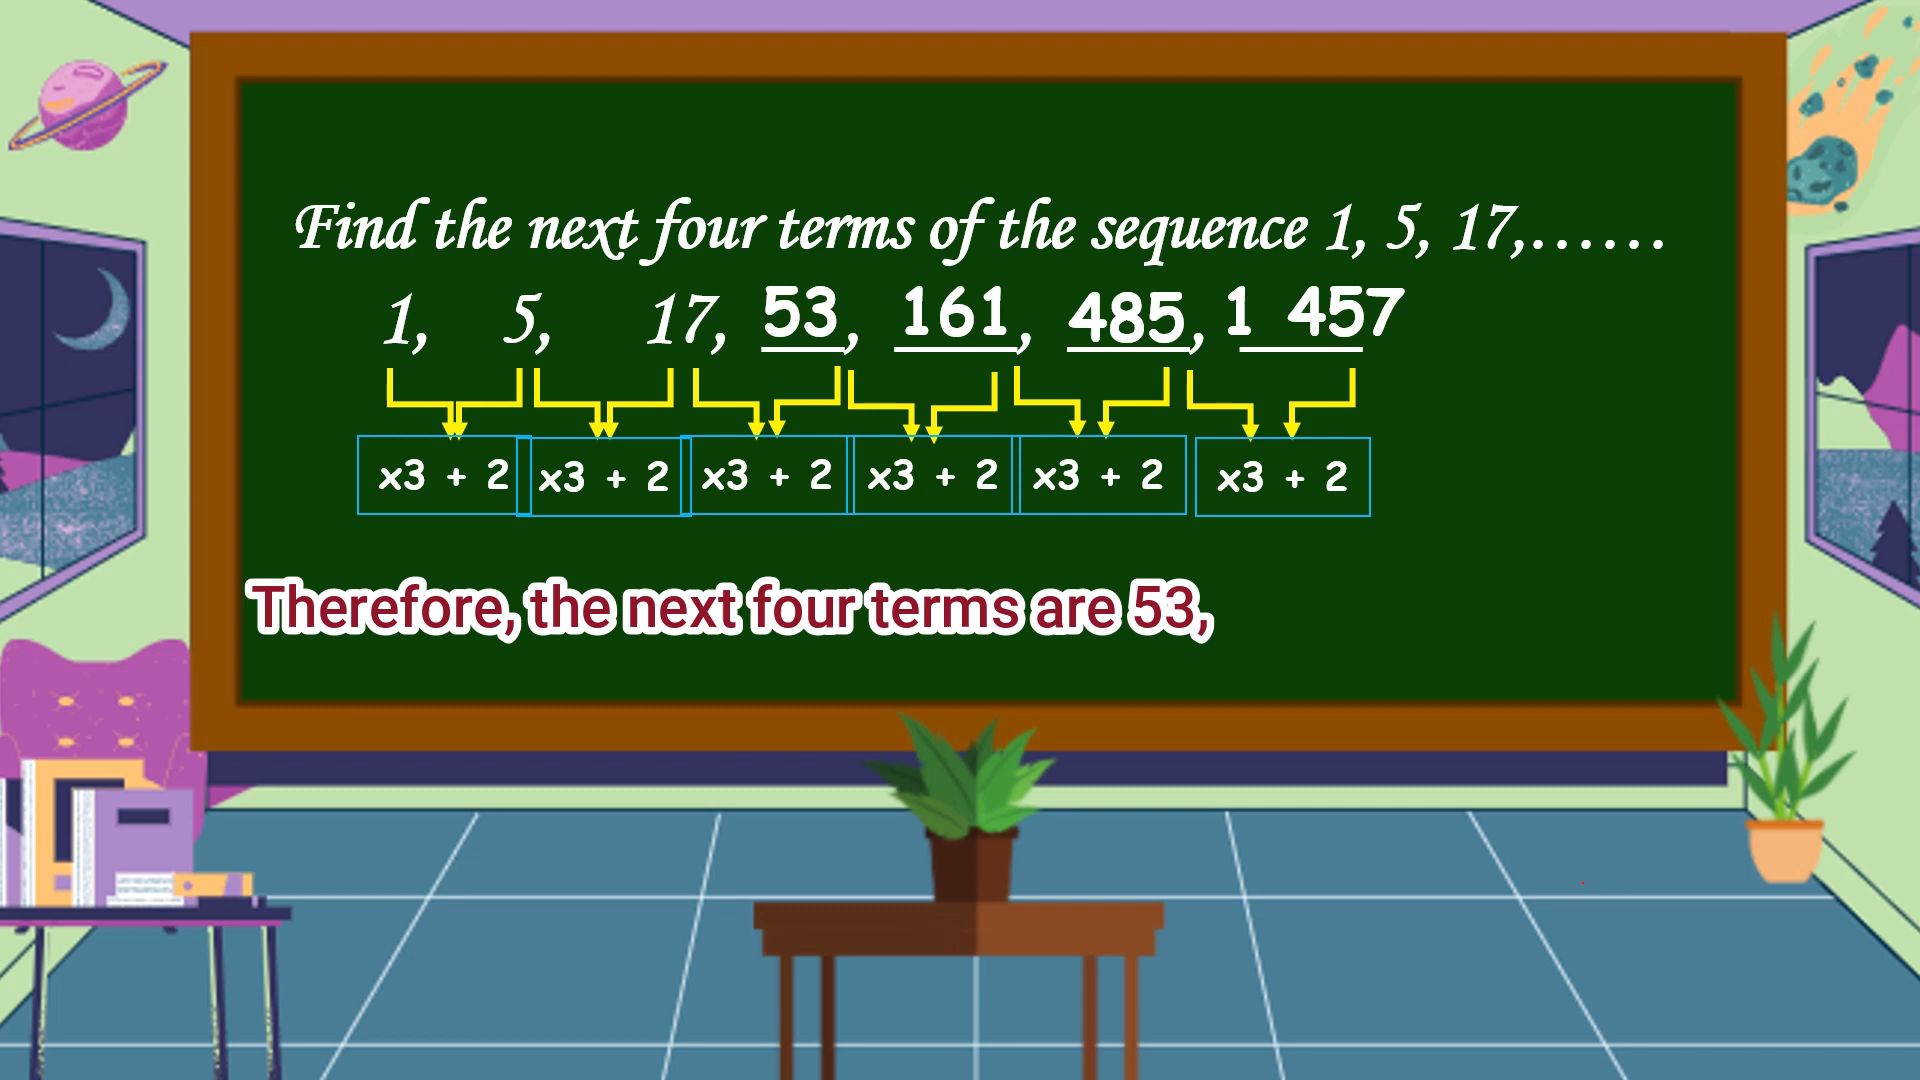 Find the next four terms of the sequence 1, 5, 17,......
1, 5, 17, 53, 161, 485, 1 457
x3 + 2 x3 + 2 x3 + 2 x3 + 2 x3 + 2 x3 + 2
Therefore, the next four terms are 53,